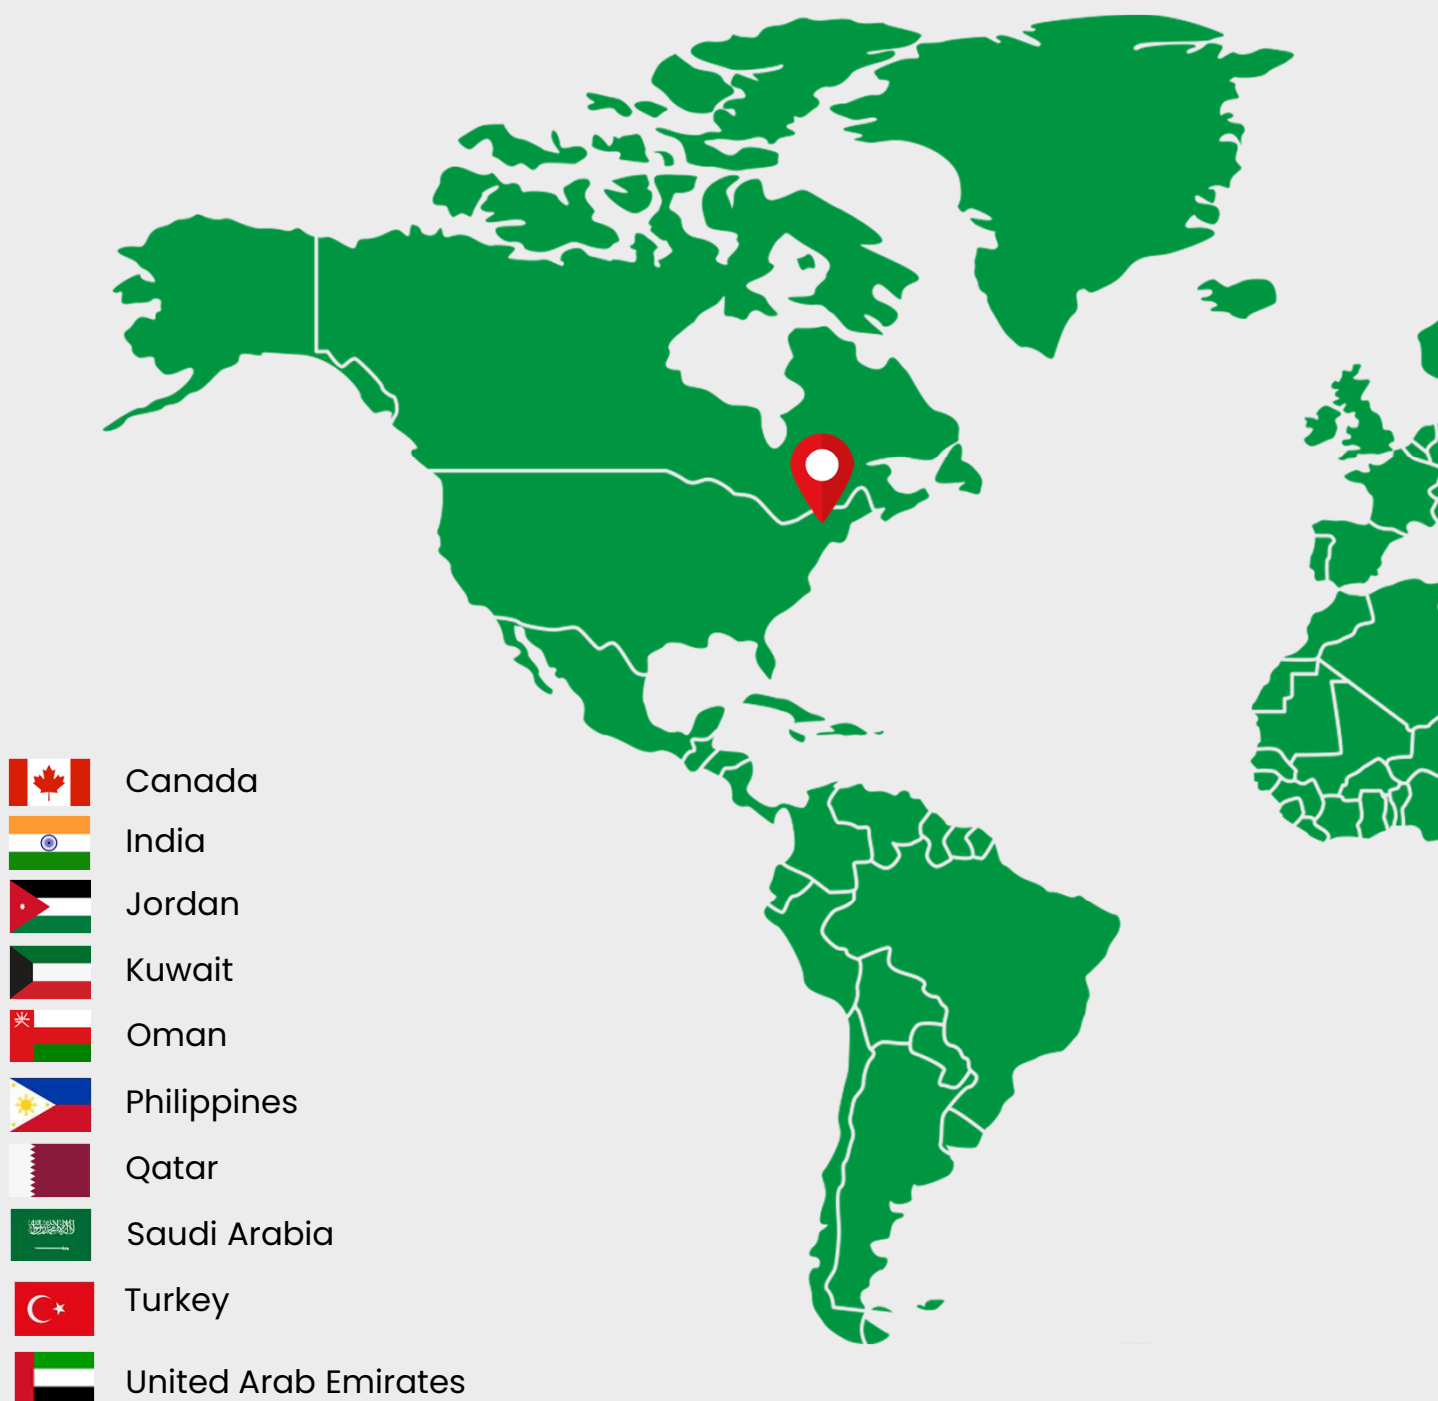 Canada
India
Jordan
Kuwait
Oman
Philippines
Qatar
Saudi Arabia
Turkey
United Arab Emirates